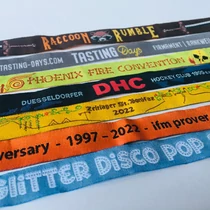 RACCOON RUMBLE
TASTING-DAYS.COM TASTING Days
PHOENIX FIRE CONVENTION
DUESSELDORFER DHC HOCKEY CLUB
2022
versary - 1997 - 2022 - lfm prover
GLITTER DISCO POP